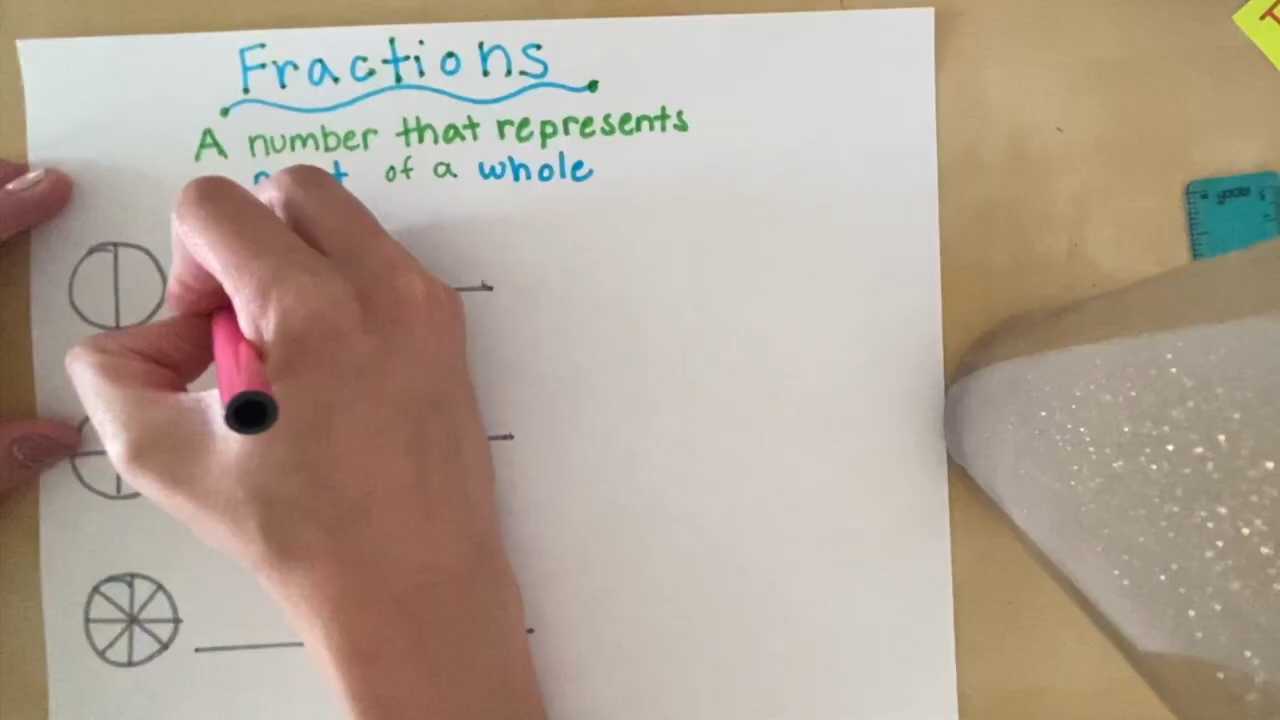 Fractions
A number that represents
of a whole